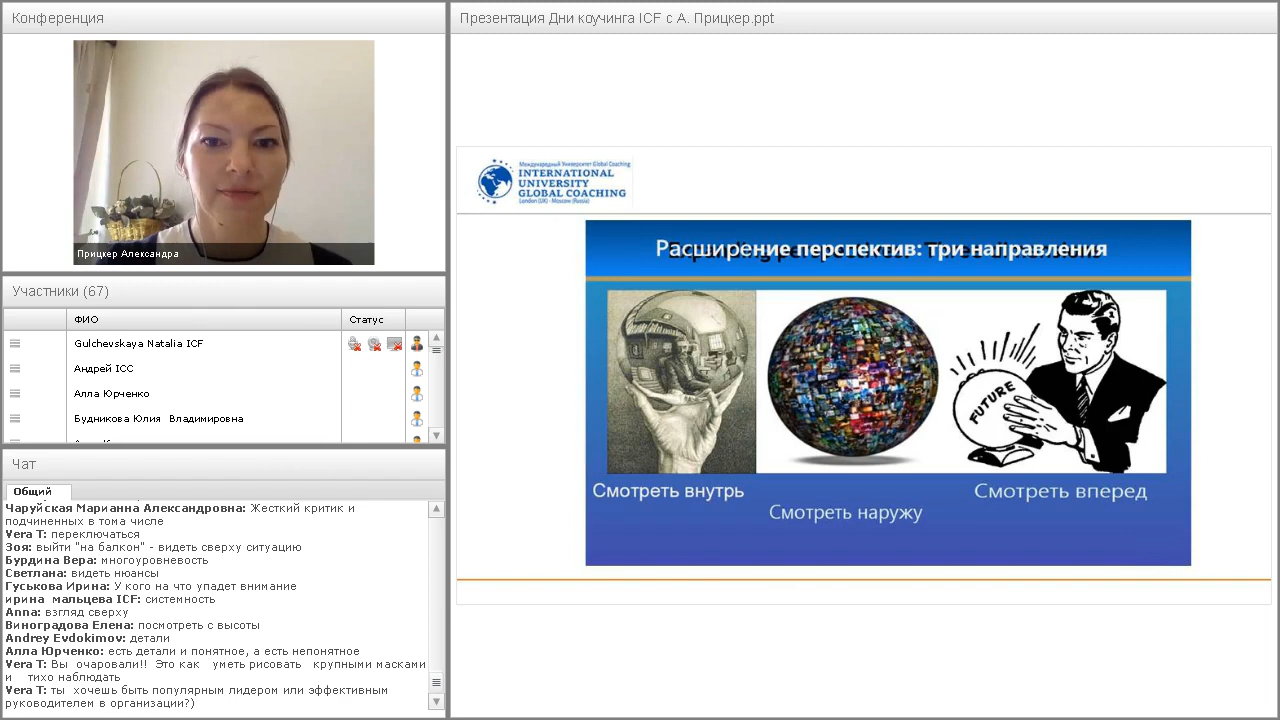 Конференция
Прицкер Александра
Участники (67)
ФИО
Статус
Gulchevskaya Natalia ICF
Андрей ICC
Алла Юрченко
Будникова Юлия Владимировна
Чат
Общий
Чауйская Марианна Александровна: Жесткий критик и
подчиненных в тома числе
Vera T: переключаться
Зоя: выйти "на балкон" - видеть сверху ситуацию
Бурдина Вера: многоуровневость
Светлана: видеть нюансы
Гуськова Ирина: У кого на что упадет внимание
ирина мальцева ICF: системность
Anna: взгляд сверху
Виноградова Елена: посмотреть с высоты
Andrey Evdokimov: детали
Алла Юрченко: есть детали и понятное, а есть непонятное
Vera T: Вы очаровали!! Это как уметь рисовать крупными масками
и тихо наблюдать
Vera T: ты хочешь быть популярным лидером или эффективным
руководителем в организации?)
Презентация Дни коучинга ICF с А. Прицкер.ppt
Международный Университет Global Coaching
INTERNATIONAL
UNIVERSITY
GLOBAL COACHING
London (UK) - Moscow (Russia)
Расширение перспектив: три направления
FUTURE
Смотреть внутрь
Смотреть наружу
Смотреть вперед